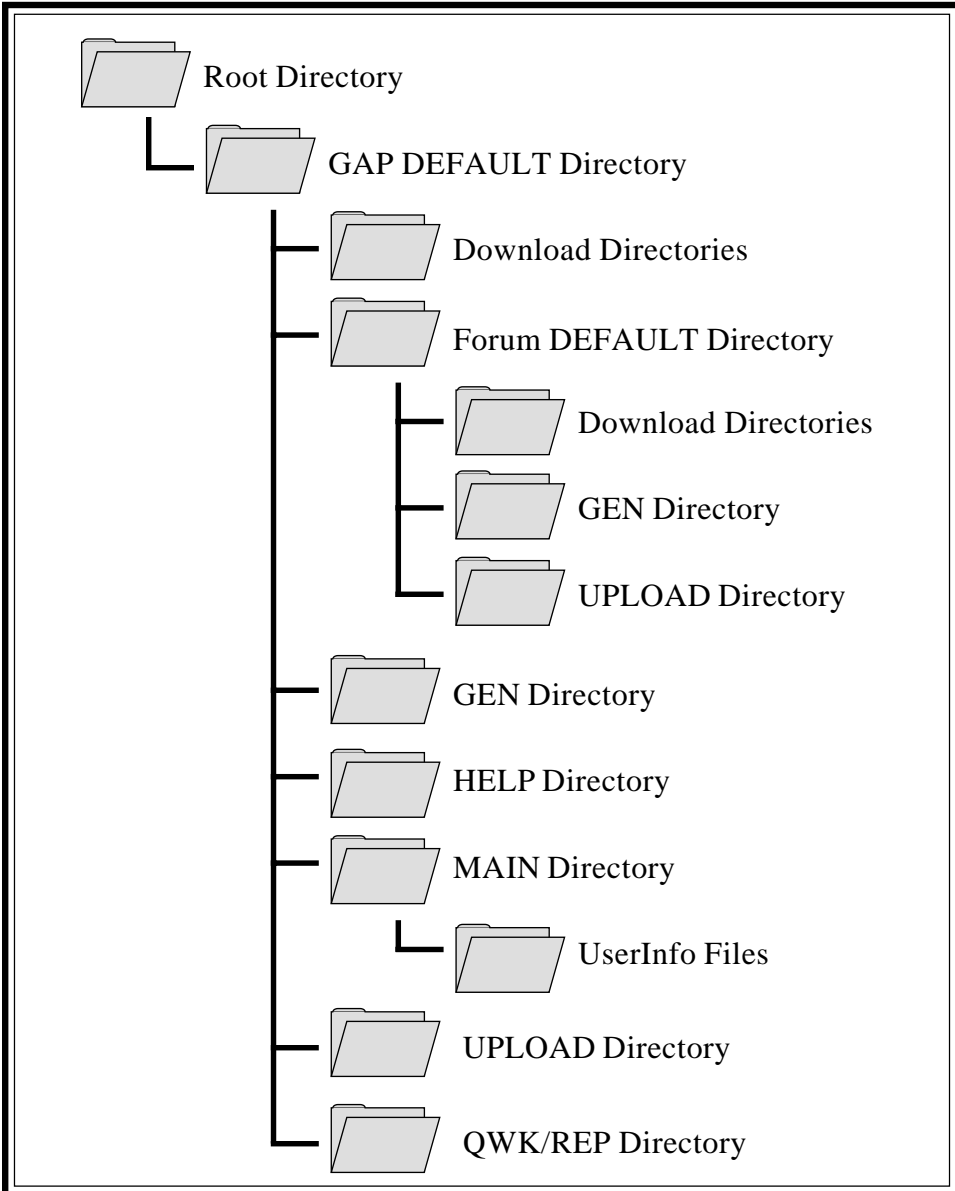 Root Directory
GAP DEFAULT Directory
Download Directories
Forum DEFAULT Directory
Download Directories
GEN Directory
UPLOAD Directory
GEN Directory
HELP Directory
MAIN Directory
UserInfo Files
UPLOAD Directory
QWK/REP Directory